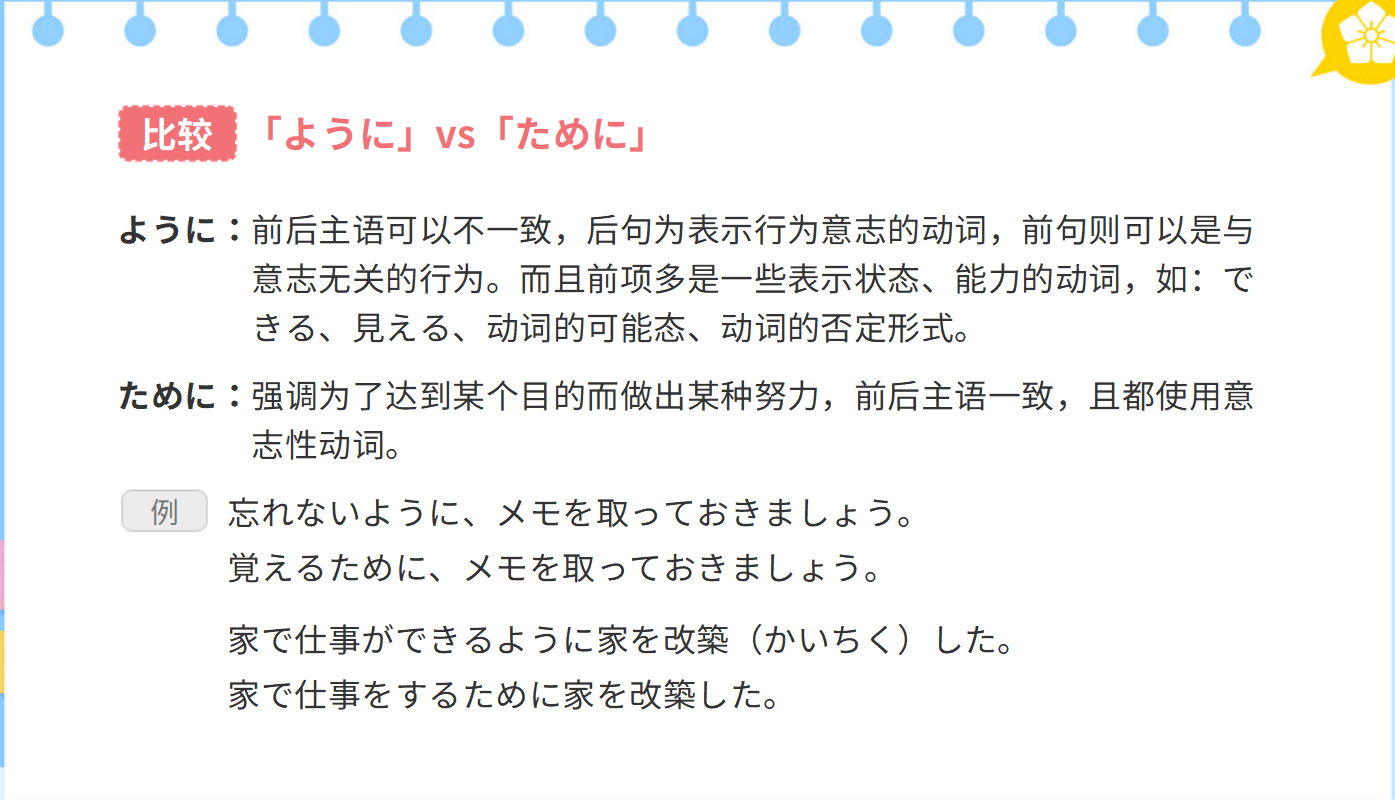 比较 「ように」vs「ために」
ように：前后主语可以不一致，后句为表示行为意志的动词，前句则可以是与
意志无关的行为。而且前项多是一些表示状态、能力的动词，如：で
きる、見える、动词的可能态、动词的否定形式。
ために：强调为了达到某个目的而做出某种努力，前后主语一致，且都使用意
志性动词。
例 忘れないように、メモを取っておきましょう。
覚えるために、メモを取っておきましょう。
家で仕事ができるように家を改築（かいちく）した。
家で仕事をするために家を改築した。